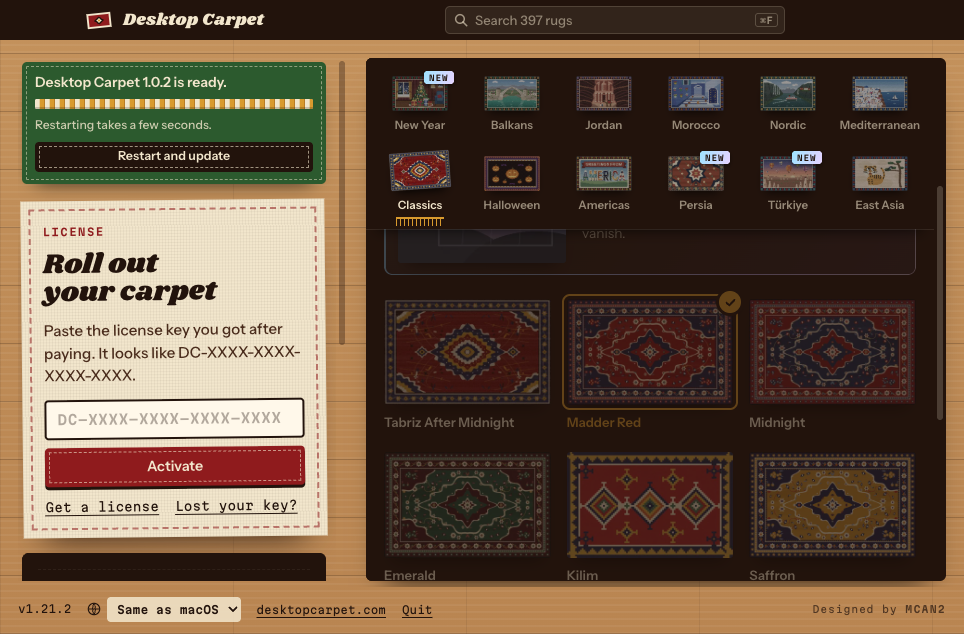 Desktop Carpet
Search 397 rugs
⌘F
Desktop Carpet 1.0.2 is ready.
Restarting takes a few seconds.
Restart and update
LICENSE
Roll out
your carpet
Paste the license key you got after
paying. It looks like DC-XXXX-XXXX-
XXXX-XXXX.
DC-XXXX-XXXX-XXXX-XXXX
Activate
Get a license Lost your key?
NEW
New Year Balkans Jordan Morocco Nordic Mediterranean
NEW NEW
Classics Halloween Americas Persia Türkiye East Asia
vanish.
Tabriz After Midnight Madder Red Midnight
Emerald Kilim Saffron
v1.21.2 Same as macOS desktopcarpet.com Quit
Designed by MCAN2